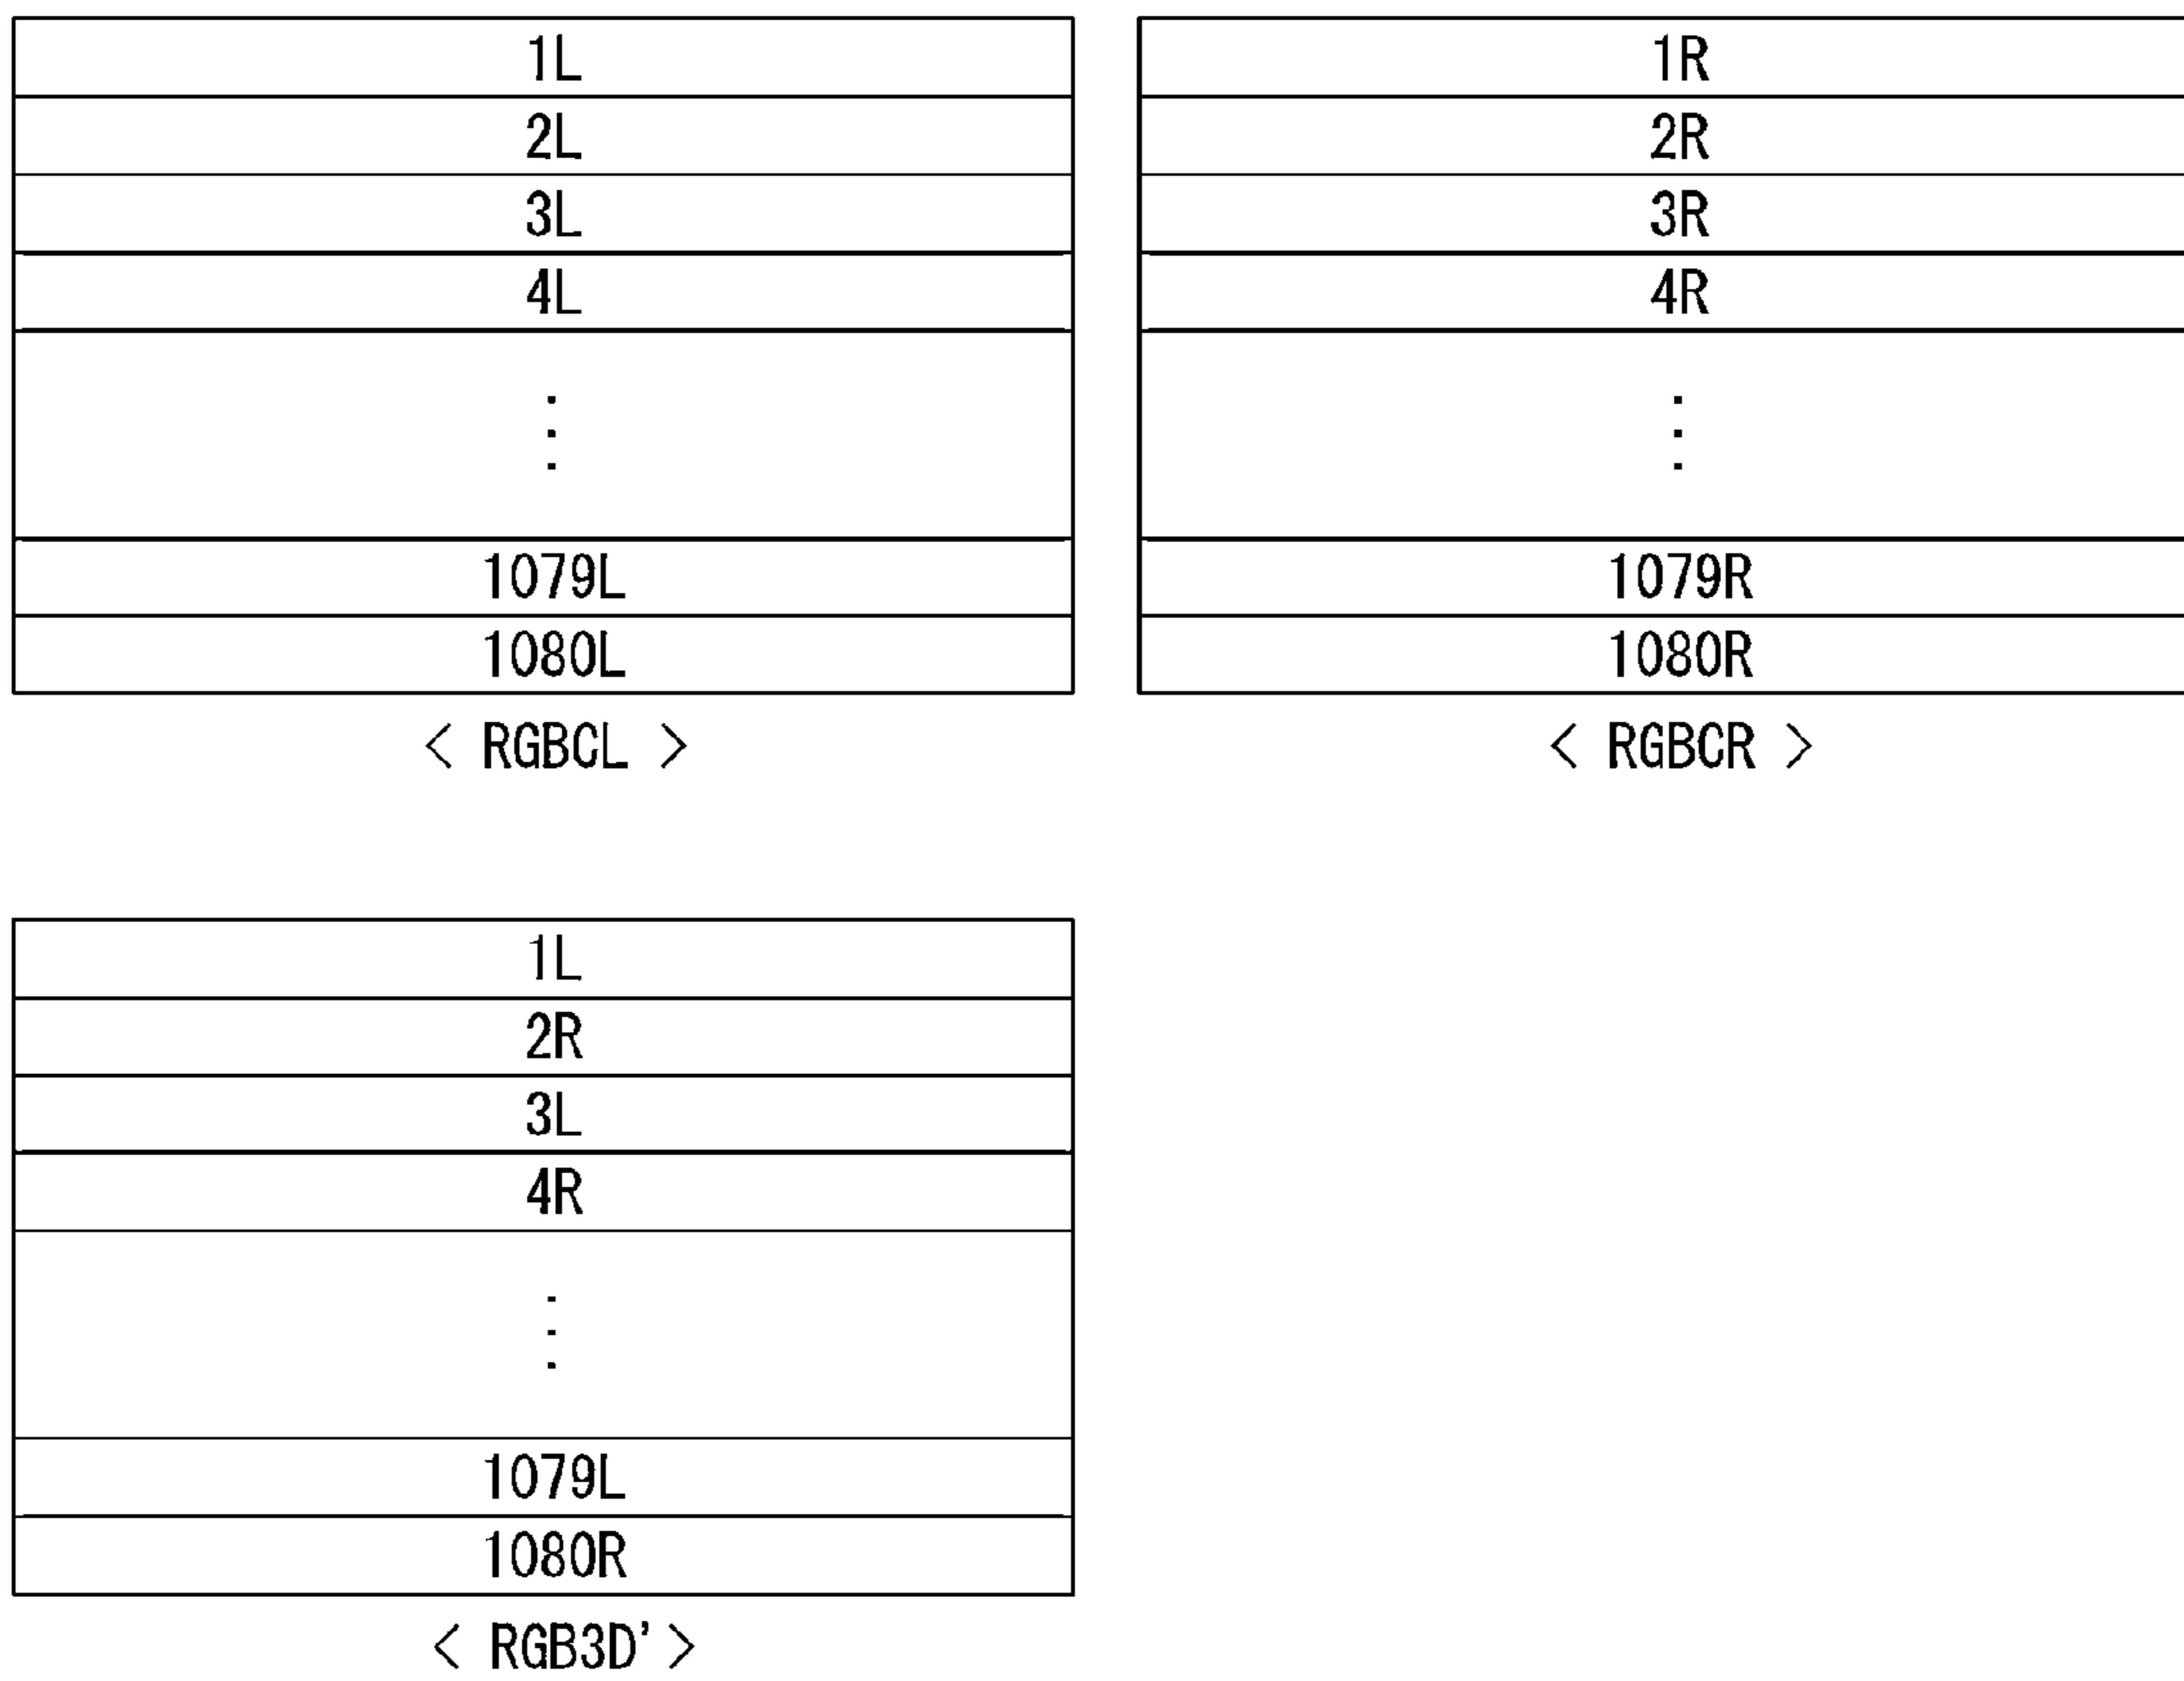 1L
2L
3L
4L
.
.
.
1079L
1080L
< RGBCL >
1R
2R
3R
4R
.
.
.
1079R
1080R
< RGBCR >
1L
2R
3L
4R
.
.
.
1079L
1080R
< RGB3D'>